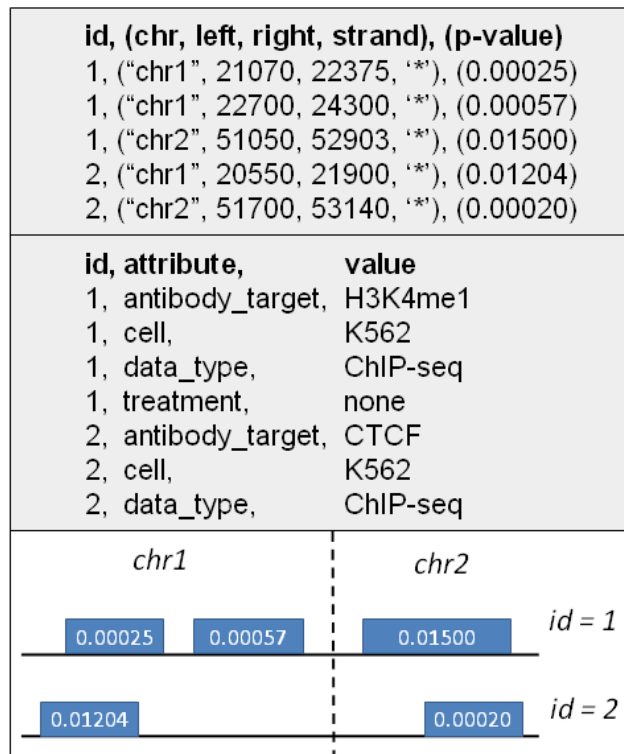 id, (chr, left, right, strand), (p-value)
1, (“chr1”, 21070, 22375, ‘*’), (0.00025)
1, (“chr1”, 22700, 24300, ‘*’), (0.00057)
1, (“chr2”, 51050, 52903, ‘*’), (0.01500)
2, (“chr1”, 20550, 21900, ‘*’), (0.01204)
2, (“chr2”, 51700, 53140, ‘*’), (0.00020)
id, attribute, value
1, antibody_target, H3K4me1
1, cell, K562
1, data_type, ChIP-seq
1, treatment, none
2, antibody_target, CTCF
2, cell, K562
2, data_type, ChIP-seq
chr1 chr2
0.00025 0.00057 0.01500 id = 1
0.01204 0.00020 id = 2